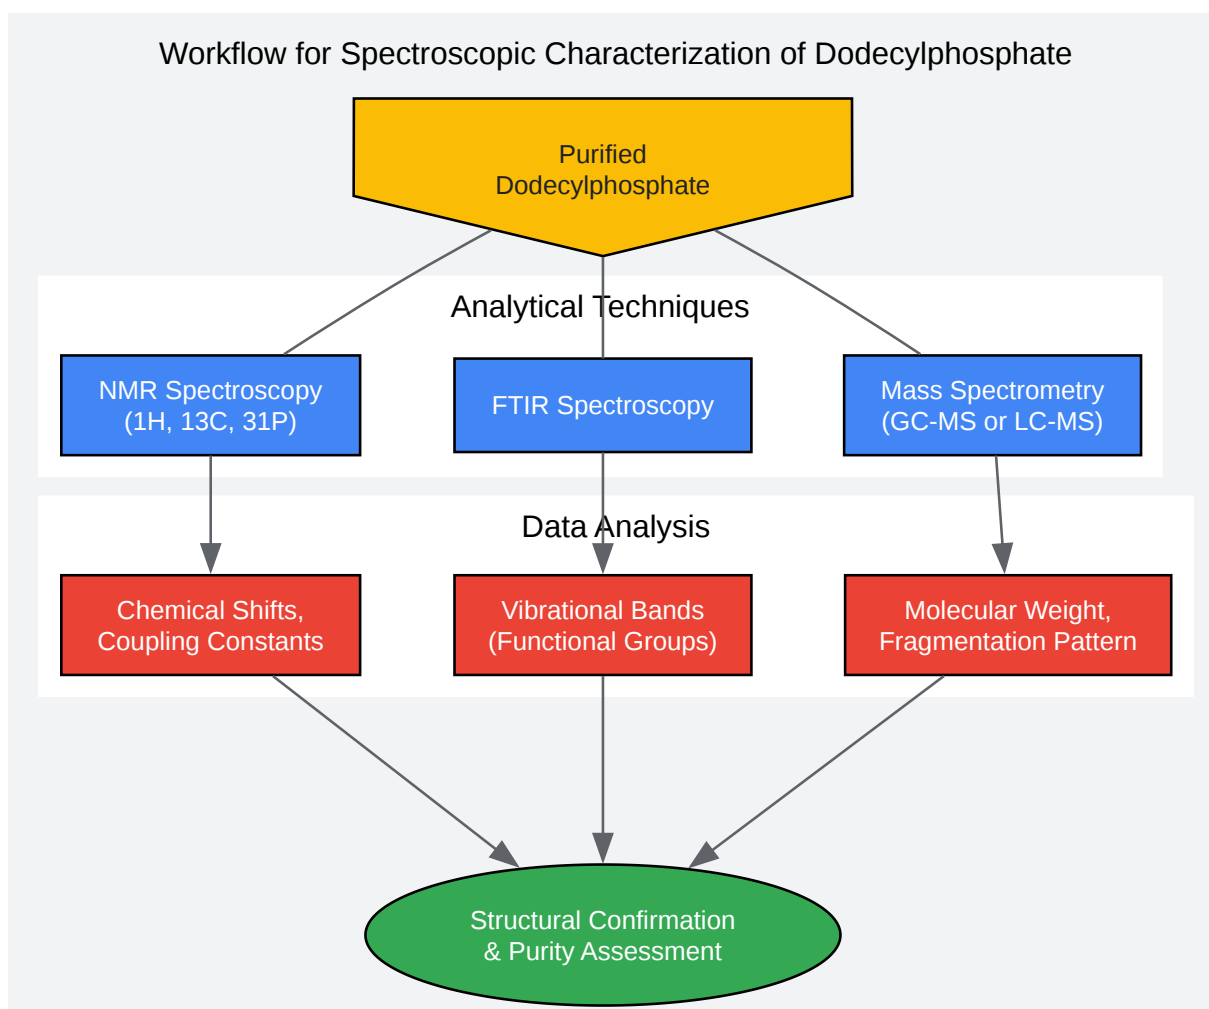 Workflow for Spectroscopic Characterization of Dodecylphosphate
Purified
Dodecylphosphate
Analytical Techniques
NMR Spectroscopy
(1H, 13C, 31P)
FTIR Spectroscopy
Mass Spectrometry
(GC-MS or LC-MS)
Data Analysis
Chemical Shifts,
Coupling Constants
Vibrational Bands
(Functional Groups)
Molecular Weight,
Fragmentation Pattern
Structural Confirmation
& Purity Assessment